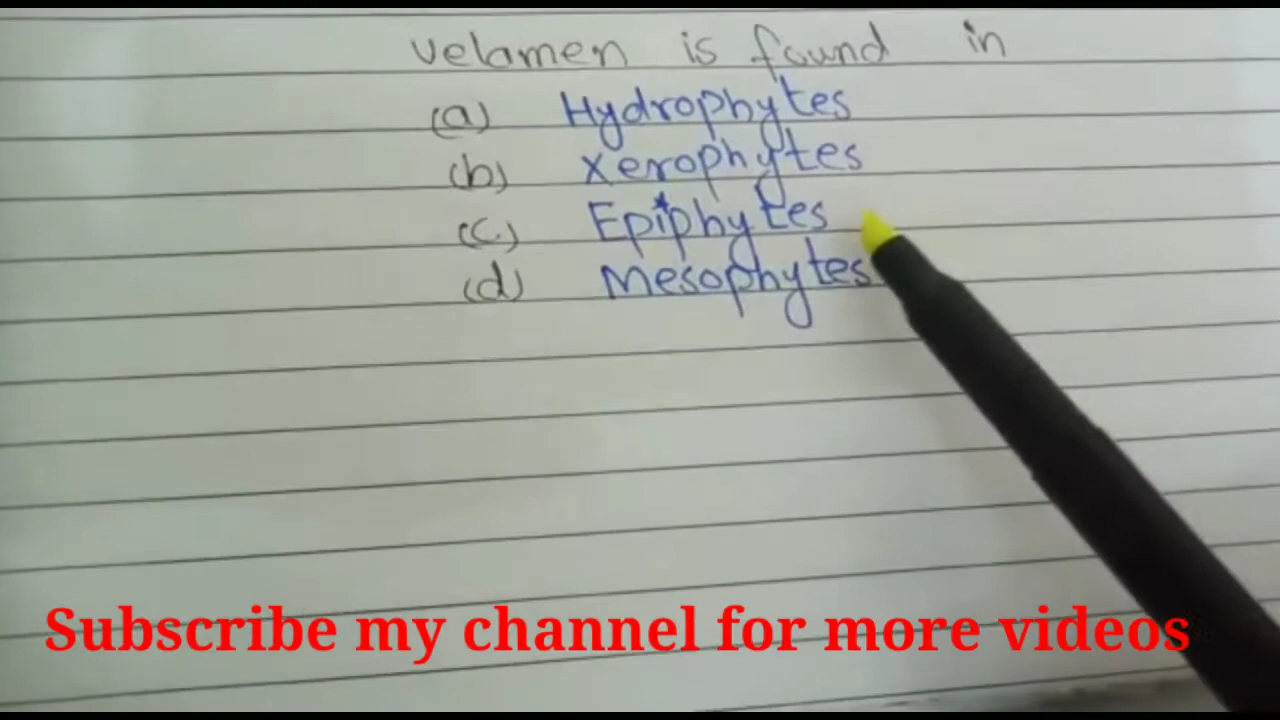 velamen is found in
(a) Hydrophytes
(b) Xerophytes
(c) Epiphytes
(d) Mesophytes
Subscribe my channel for more videos